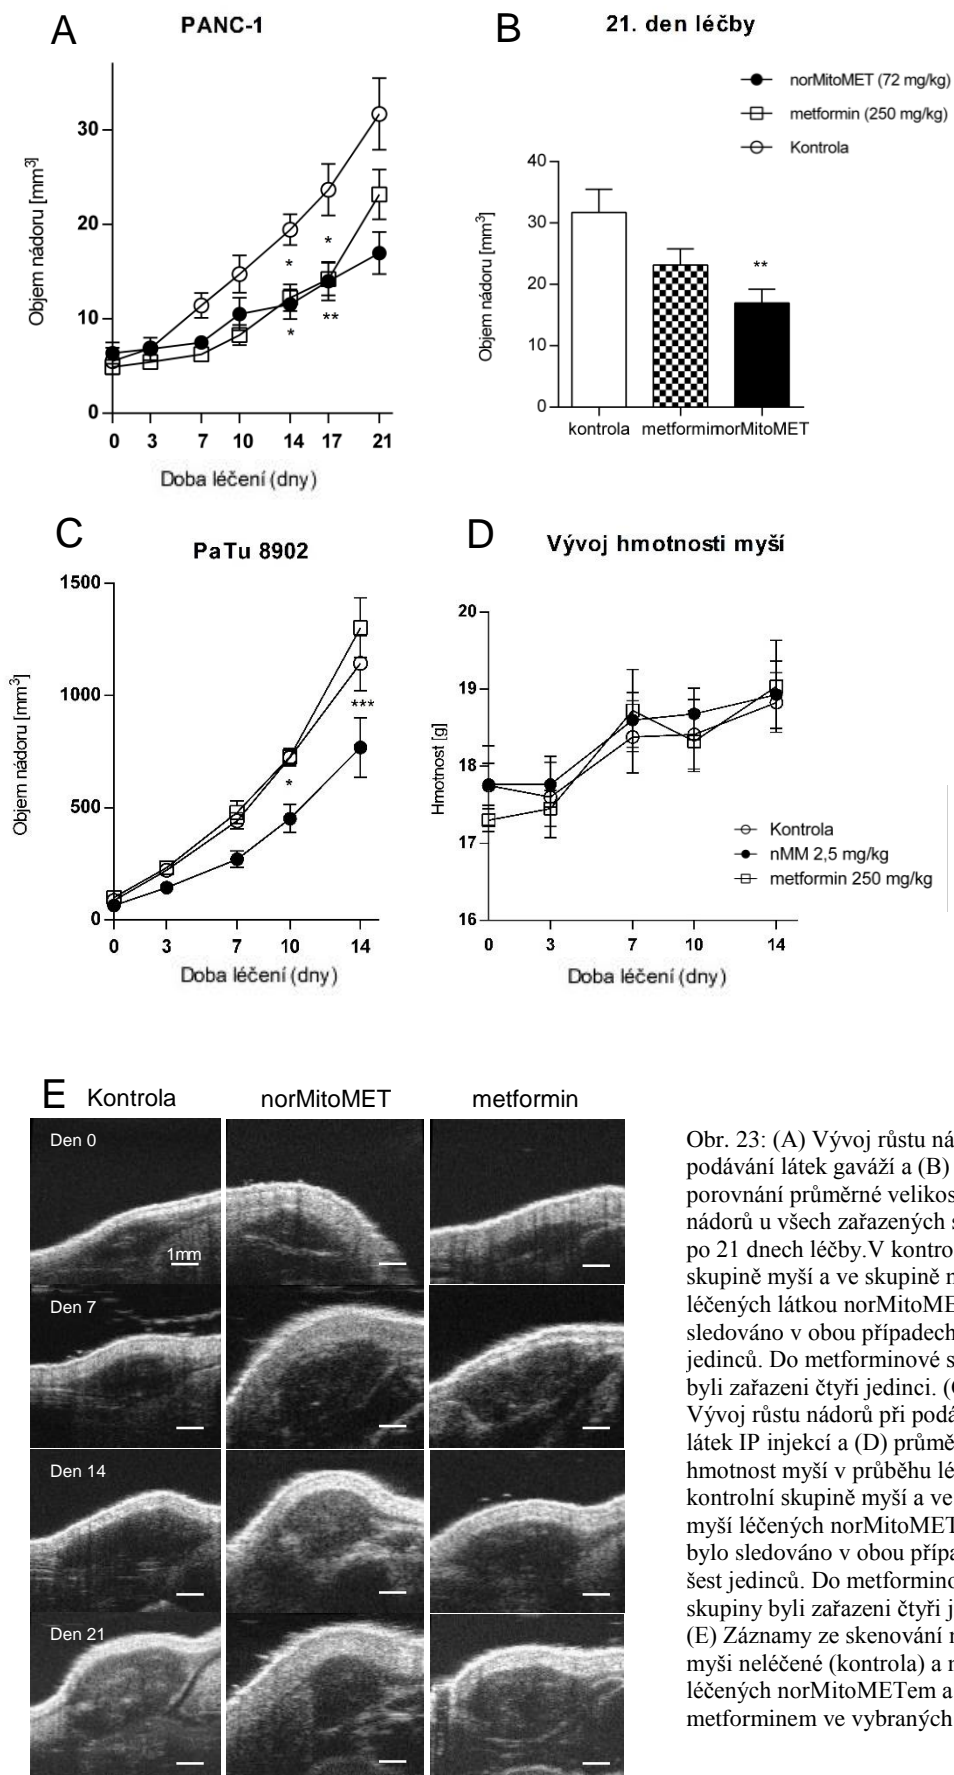 A
PANC-1
Objem nádoru [mm³]
30
20
10
0
*
*
*
**
0 3 7 10 14 17 21
Doba léčení (dny)
B
21. den léčby
norMitoMET (72 mg/kg)
metformin (250 mg/kg)
Kontrola
Objem nádoru [mm³]
40
30
20
10
0
**
kontrola metformin norMitoMET
C
PaTu 8902
Objem nádoru [mm³]
1500
1000
500
0
***
*
0 3 7 10 14
Doba léčení (dny)
D
Vývoj hmotnosti myší
Hmotnost [g]
20
19
18
17
16
Kontrola
nMM 2,5 mg/kg
metformin 250 mg/kg
0 3 7 10 14
Doba léčení (dny)
E
Kontrola norMitoMET metformin
Den 0
1mm
Den 7
Den 14
Den 21
Obr. 23: (A) Vývoj růstu ná
podávání látek gaváží a (B)
porovnání průměrné velikos
nádorů u všech zařazených s
po 21 dnech léčby.V kontro
skupině myší a ve skupině m
léčených látkou norMitoME
sledováno v obou případech
jedinců. Do metforminové s
byli zařazeni čtyři jedinci. (C
Vývoj růstu nádorů při podá
látek IP injekcí a (D) průmě
hmotnost myší v průběhu lé
kontrolní skupině myší a ve
myší léčených norMitoMET
bylo sledováno v obou přípa
šest jedinců. Do metformino
skupiny byli zařazeni čtyři j
(E) Záznamy ze skenování n
myši neléčené (kontrola) a m
léčených norMitoMETem a
metforminem ve vybraných